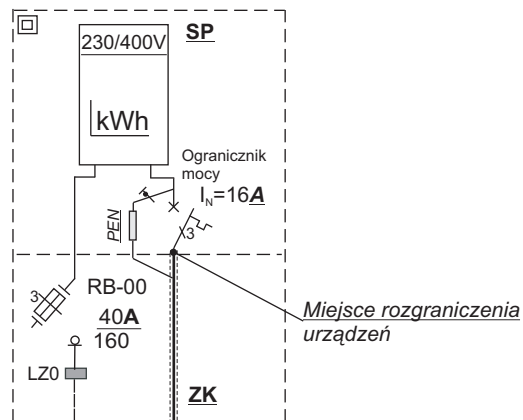 SP
230/400V
kWh
Ogranicznik
mocy
I_N=16A
PEN
3
3
RB-00
40A
160
LZ0
Miejsce rozgraniczenia
urządzeń
ZK